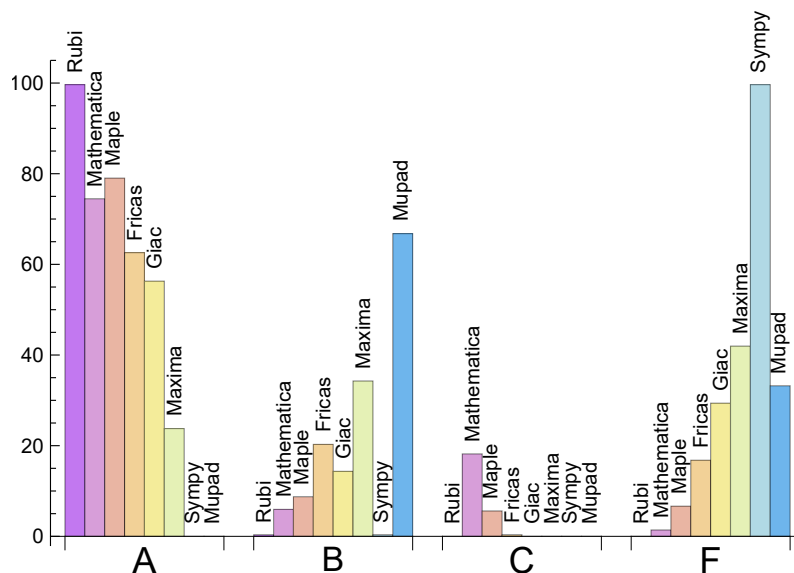 100
80
60
40
20
0
Rubi
Mathematica
Maple
Fricas
Giac
Maxima
Sympy
Mupad
Rubi
Mathematica
Maple
Fricas
Giac
Maxima
Sympy
Mupad
Rubi
Mathematica
Maple
Fricas
Giac
Maxima
Sympy
Mupad
Rubi
Mathematica
Maple
Fricas
Giac
Maxima
Sympy
Mupad
A
B
C
F